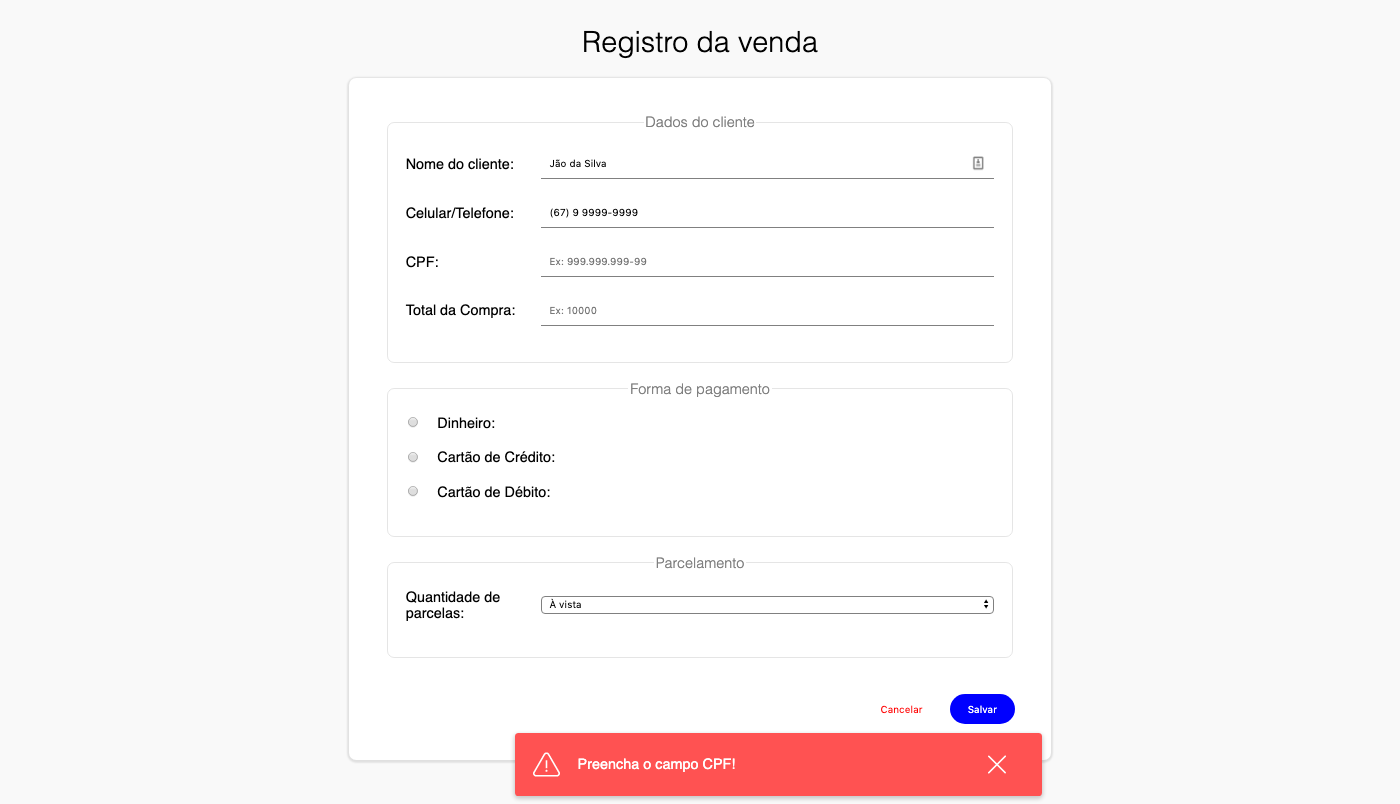 Registro da venda
Dados do cliente
Nome do cliente: Jão da Silva
Celular/Telefone: (67) 9 9999-9999
CPF: Ex: 999.999.999-99
Total da Compra: Ex: 10000
Forma de pagamento
Dinheiro:
Cartão de Crédito:
Cartão de Débito:
Parcelamento
Quantidade de
parcelas:
À vista
Cancelar Salvar
Preencha o campo CPF!